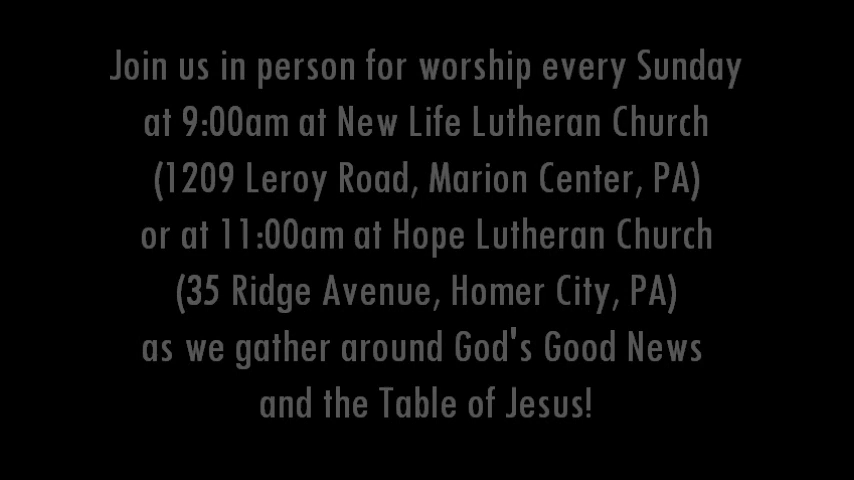 Join us in person for worship every Sunday
at 9:00am at New Life Lutheran Church
(1209 Leroy Road, Marion Center, PA)
or at 11:00am at Hope Lutheran Church
(35 Ridge Avenue, Homer City, PA)
as we gather around God's Good News
and the Table of Jesus!